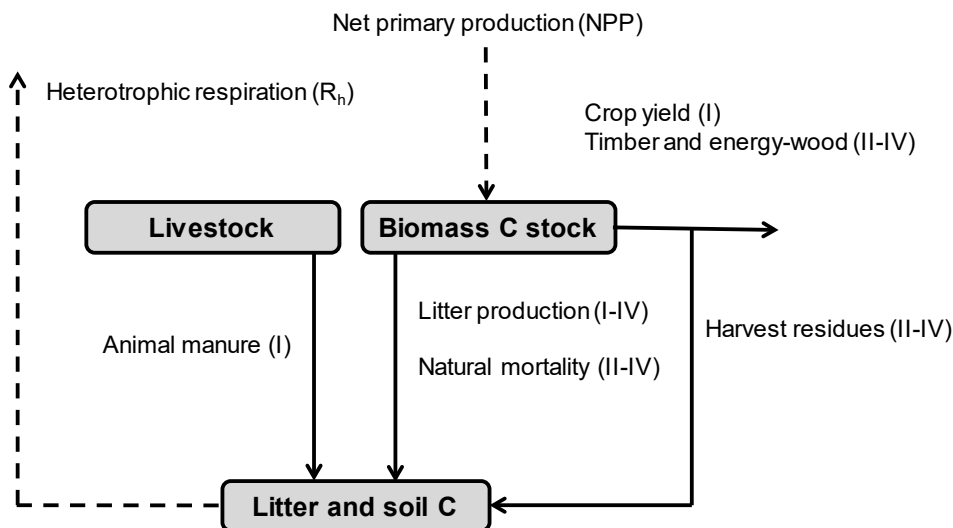 Net primary production (NPP)
Heterotrophic respiration (Rₕ)
Crop yield (I)
Timber and energy-wood (II-IV)
Livestock
Biomass C stock
Litter production (I-IV)
Harvest residues (II-IV)
Animal manure (I)
Natural mortality (II-IV)
Litter and soil C